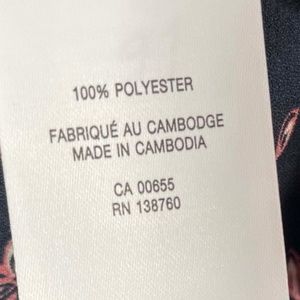 100% POLYESTER
FABRIQUÉ AU CAMBODGE
MADE IN CAMBODIA
CA 00655
RN 138760